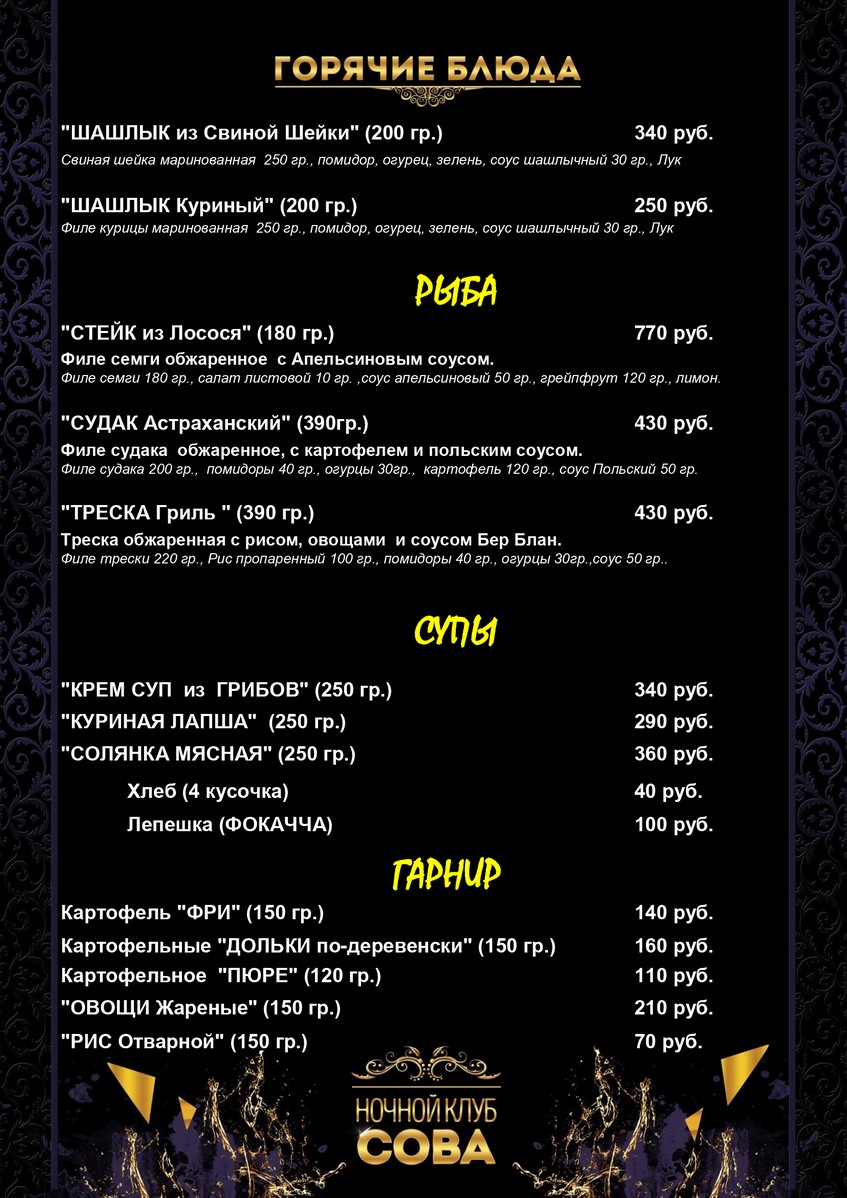 ГОРЯЧИЕ БЛЮДА
"ШАШЛЫК из Свиной Шейки" (200 гр.) 340 руб.
Свиная шейка маринованная 250 гр., помидор, огурец, зелень, соус шашлычный 30 гр., Лук
"ШАШЛЫК Куриный" (200 гр.) 250 руб.
Филе курицы маринованная 250 гр., помидор, огурец, зелень, соус шашлычный 30 гр., Лук
РЫБА
"СТЕЙК из Лосося" (180 гр.) 770 руб.
Филе семги обжаренное с Апельсиновым соусом.
Филе семги 180 гр., салат листовой 10 гр. ,соус апельсиновый 50 гр., грейпфрут 120 гр., лимон.
"СУДАК Астраханский" (390гр.) 430 руб.
Филе судака обжаренное, с картофелем и польским соусом.
Филе судака 200 гр., помидоры 40 гр., огурцы 30гр., картофель 120 гр., соус Польский 50 гр.
"ТРЕСКА Гриль " (390 гр.) 430 руб.
Треска обжаренная с рисом, овощами и соусом Бер Блан.
Филе трески 220 гр., Рис пропаренный 100 гр., помидоры 40 гр., огурцы 30гр.,соус 50 гр..
СУПЫ
"КРЕМ СУП из ГРИБОВ" (250 гр.) 340 руб.
"КУРИНАЯ ЛАПША" (250 гр.) 290 руб.
"СОЛЯНКА МЯСНАЯ" (250 гр.) 360 руб.
Хлеб (4 кусочка) 40 руб.
Лепешка (ФОКАЧЧА) 100 руб.
ГАРНИР
Картофель "ФРИ" (150 гр.) 140 руб.
Картофельные "ДОЛЬКИ по-деревенски" (150 гр.) 160 руб.
Картофельное "ПЮРЕ" (120 гр.) 110 руб.
"ОВОЩИ Жареные" (150 гр.) 210 руб.
"РИС Отварной" (150 гр.) 70 руб.
НОЧНОЙ КЛУБ
СОВА